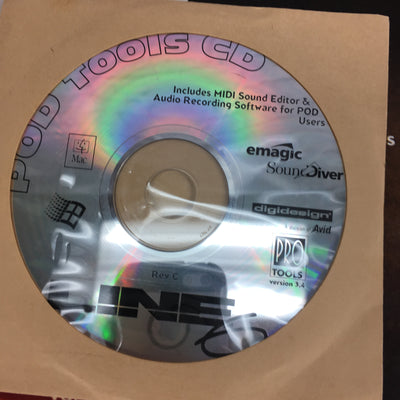 POD TOOLS CD
Includes MIDI Sound Editor &
Audio Recording Software for POD
Users
Mac
emagic
SoundDiver
digidesign
A division of Avid
PRO
TOOLS
version 3.4
Rev C
LINE 6
s